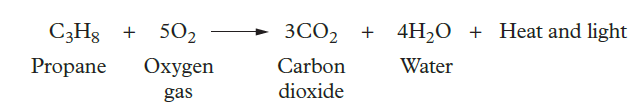 C₃H₈ + 5O₂ → 3CO₂ + 4H₂O + Heat and light
Propane Oxygen gas Carbon dioxide Water